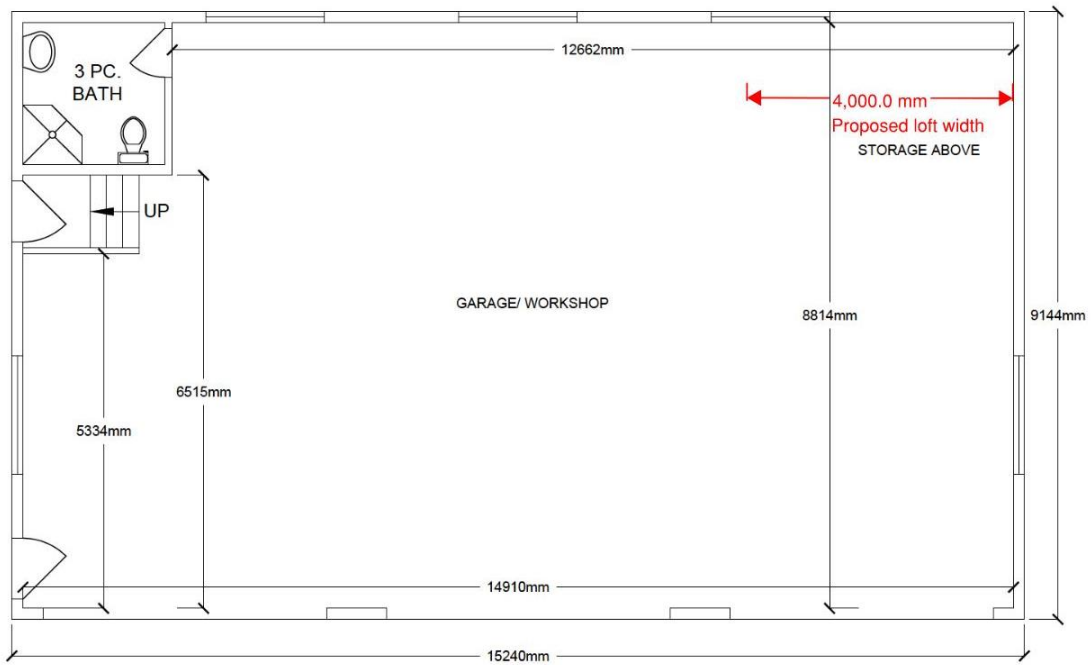 12662mm
3 PC.
BATH
4,000.0 mm
Proposed loft width
STORAGE ABOVE
UP
GARAGE/ WORKSHOP
8814mm
9144mm
6515mm
5334mm
14910mm
15240mm